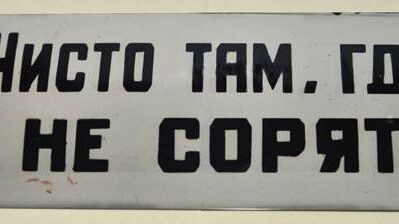 Чисто там, гд
не сорят